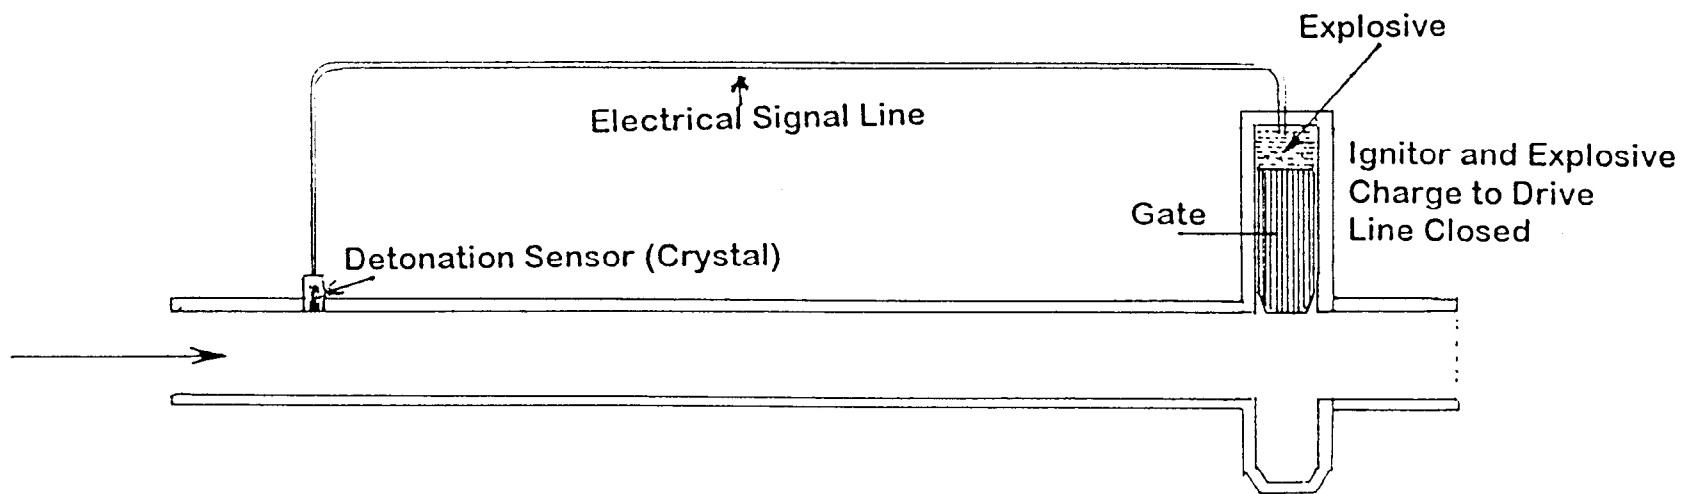 Explosive
Electrical Signal Line
Ignitor and Explosive
Charge to Drive
Line Closed
Gate
Detonation Sensor (Crystal)